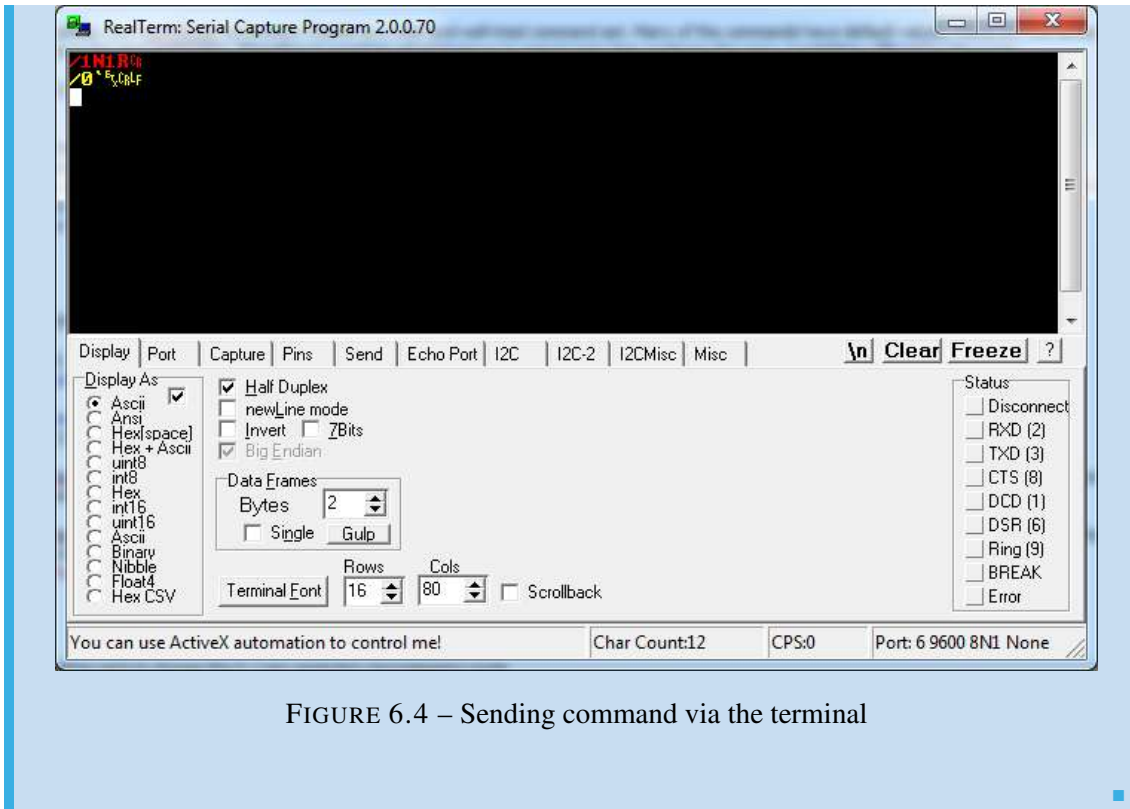 RealTerm: Serial Capture Program 2.0.0.70
/1N1RCR
/0`ETXCRLF
Display Port Capture Pins Send Echo Port I2C I2C-2 I2CMisc Misc \n Clear Freeze ?
Display As
Ascii
Ansi
Hex[space]
Hex + Ascii
uint8
int8
Hex
int16
uint16
Ascii
Binary
Nibble
Float4
Hex CSV
Half Duplex
newLine mode
Invert 7Bits
Big Endian
Data Frames
Bytes 2
Single Gulp
Rows Cols
Terminal Font 16 80 Scrollback
Status
Disconnect
RXD (2)
TXD (3)
CTS (8)
DCD (1)
DSR (6)
Ring (9)
BREAK
Error
You can use ActiveX automation to control me! Char Count:12 CPS:0 Port: 6 9600 8N1 None
FIGURE 6.4 – Sending command via the terminal